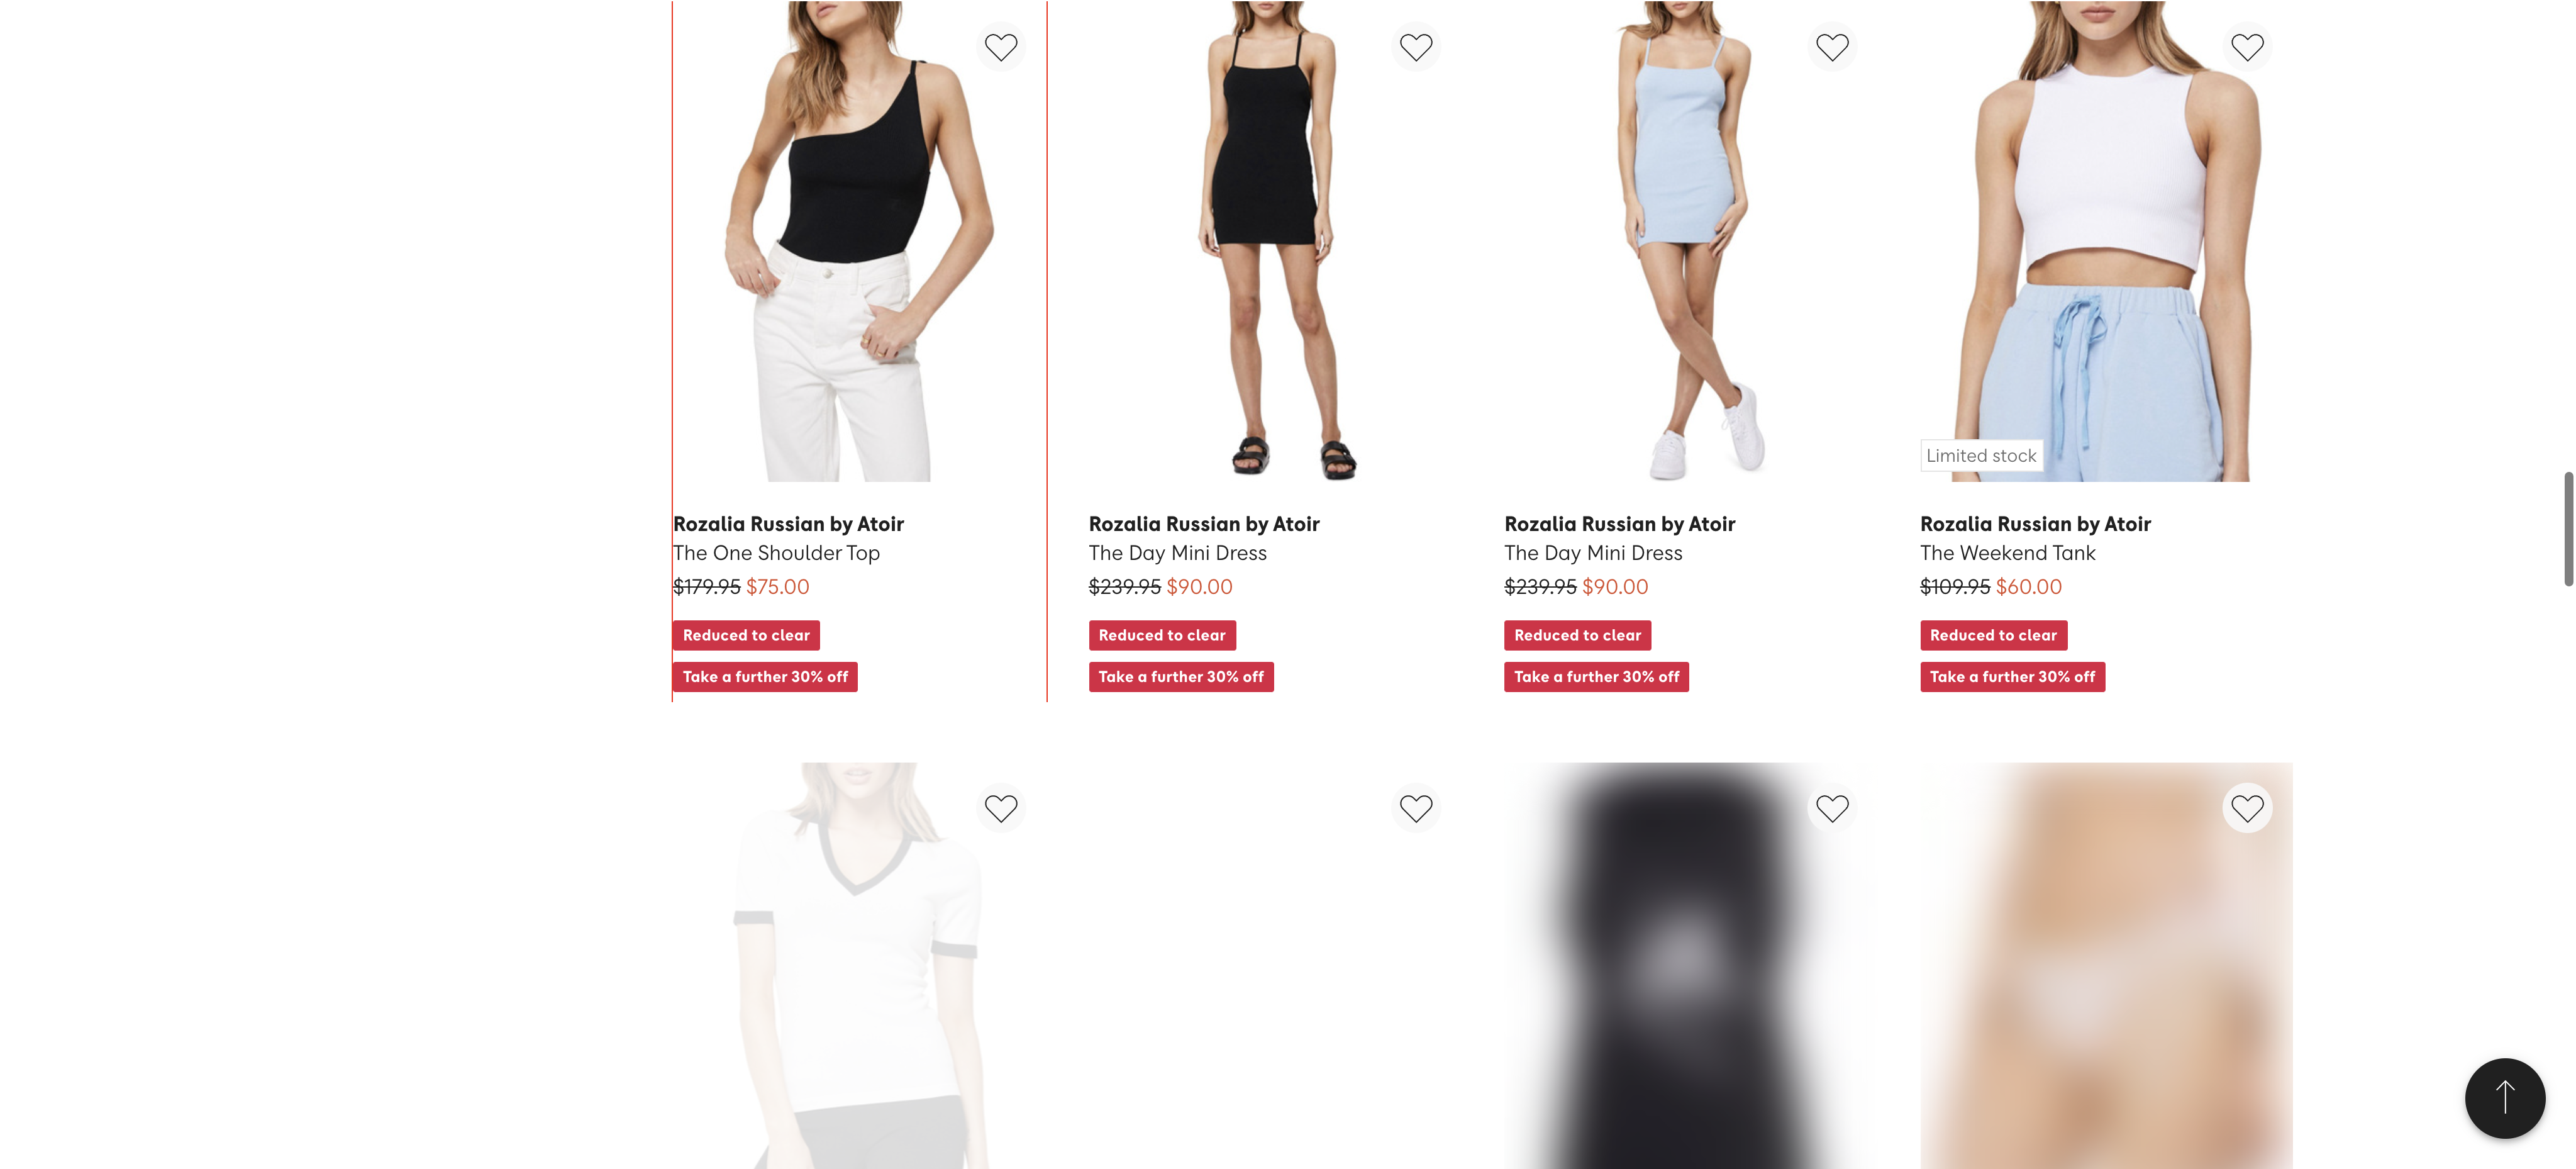 Limited stock
Rozalia Russian by Atoir
The One Shoulder Top
$179.95 $75.00
Reduced to clear
Take a further 30% off
Rozalia Russian by Atoir
The Day Mini Dress
$239.95 $90.00
Reduced to clear
Take a further 30% off
Rozalia Russian by Atoir
The Day Mini Dress
$239.95 $90.00
Reduced to clear
Take a further 30% off
Rozalia Russian by Atoir
The Weekend Tank
$109.95 $60.00
Reduced to clear
Take a further 30% off